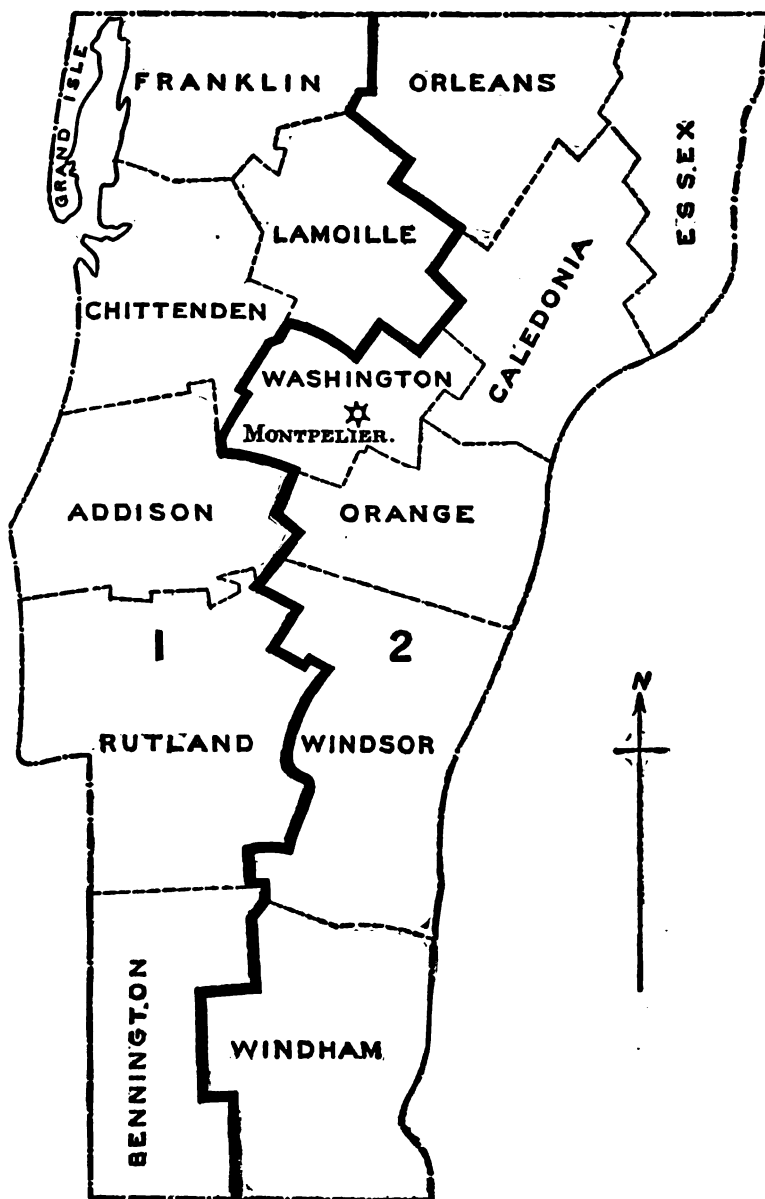 FRANKLIN
ORLEANS
GRAND ISLE
ESSEX
LAMOILLE
CHITTENDEN
CALEDONIA
WASHINGTON
MONTPELIER.
ADDISON
ORANGE
1
2
N
RUTLAND
WINDSOR
BENNINGTON
WINDHAM